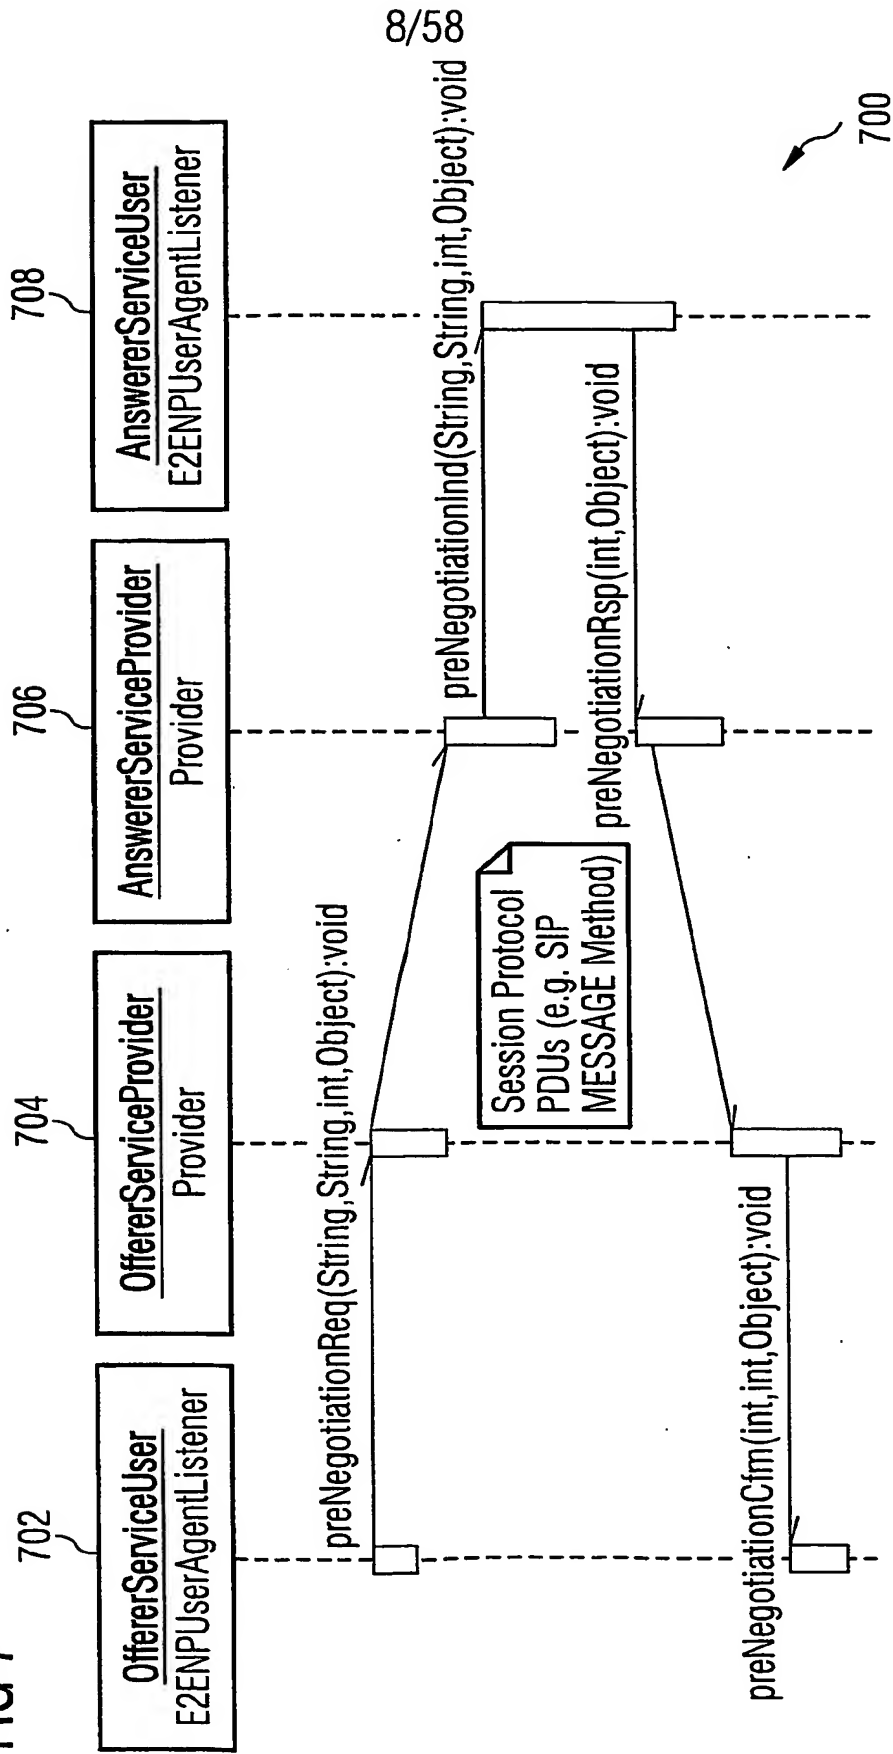 8/58
702
OffererServiceUser
E2ENPUserAgentListener
704
OffererServiceProvider
Provider
706
AnswererServiceProvider
Provider
708
AnswererServiceUser
E2ENPUserAgentListener
preNegotiationReq(String,String,int,Object):void
preNegotiationInd(String,String,int,Object):void
Session Protocol
PDUs (e.g. SIP
MESSAGE Method)
preNegotiationRsp(int,Object):void
preNegotiationCfm(int,int,Object):void
700